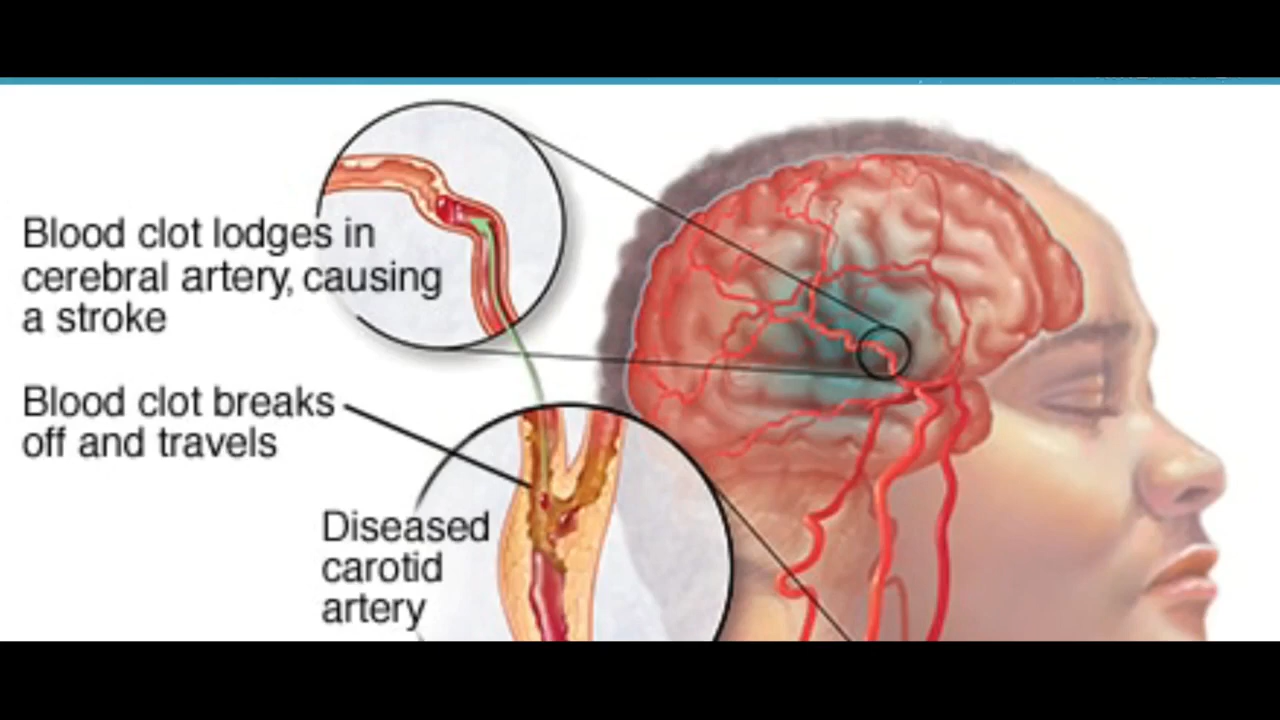 Blood clot lodges in
cerebral artery, causing
a stroke
Blood clot breaks
off and travels
Diseased
carotid
artery